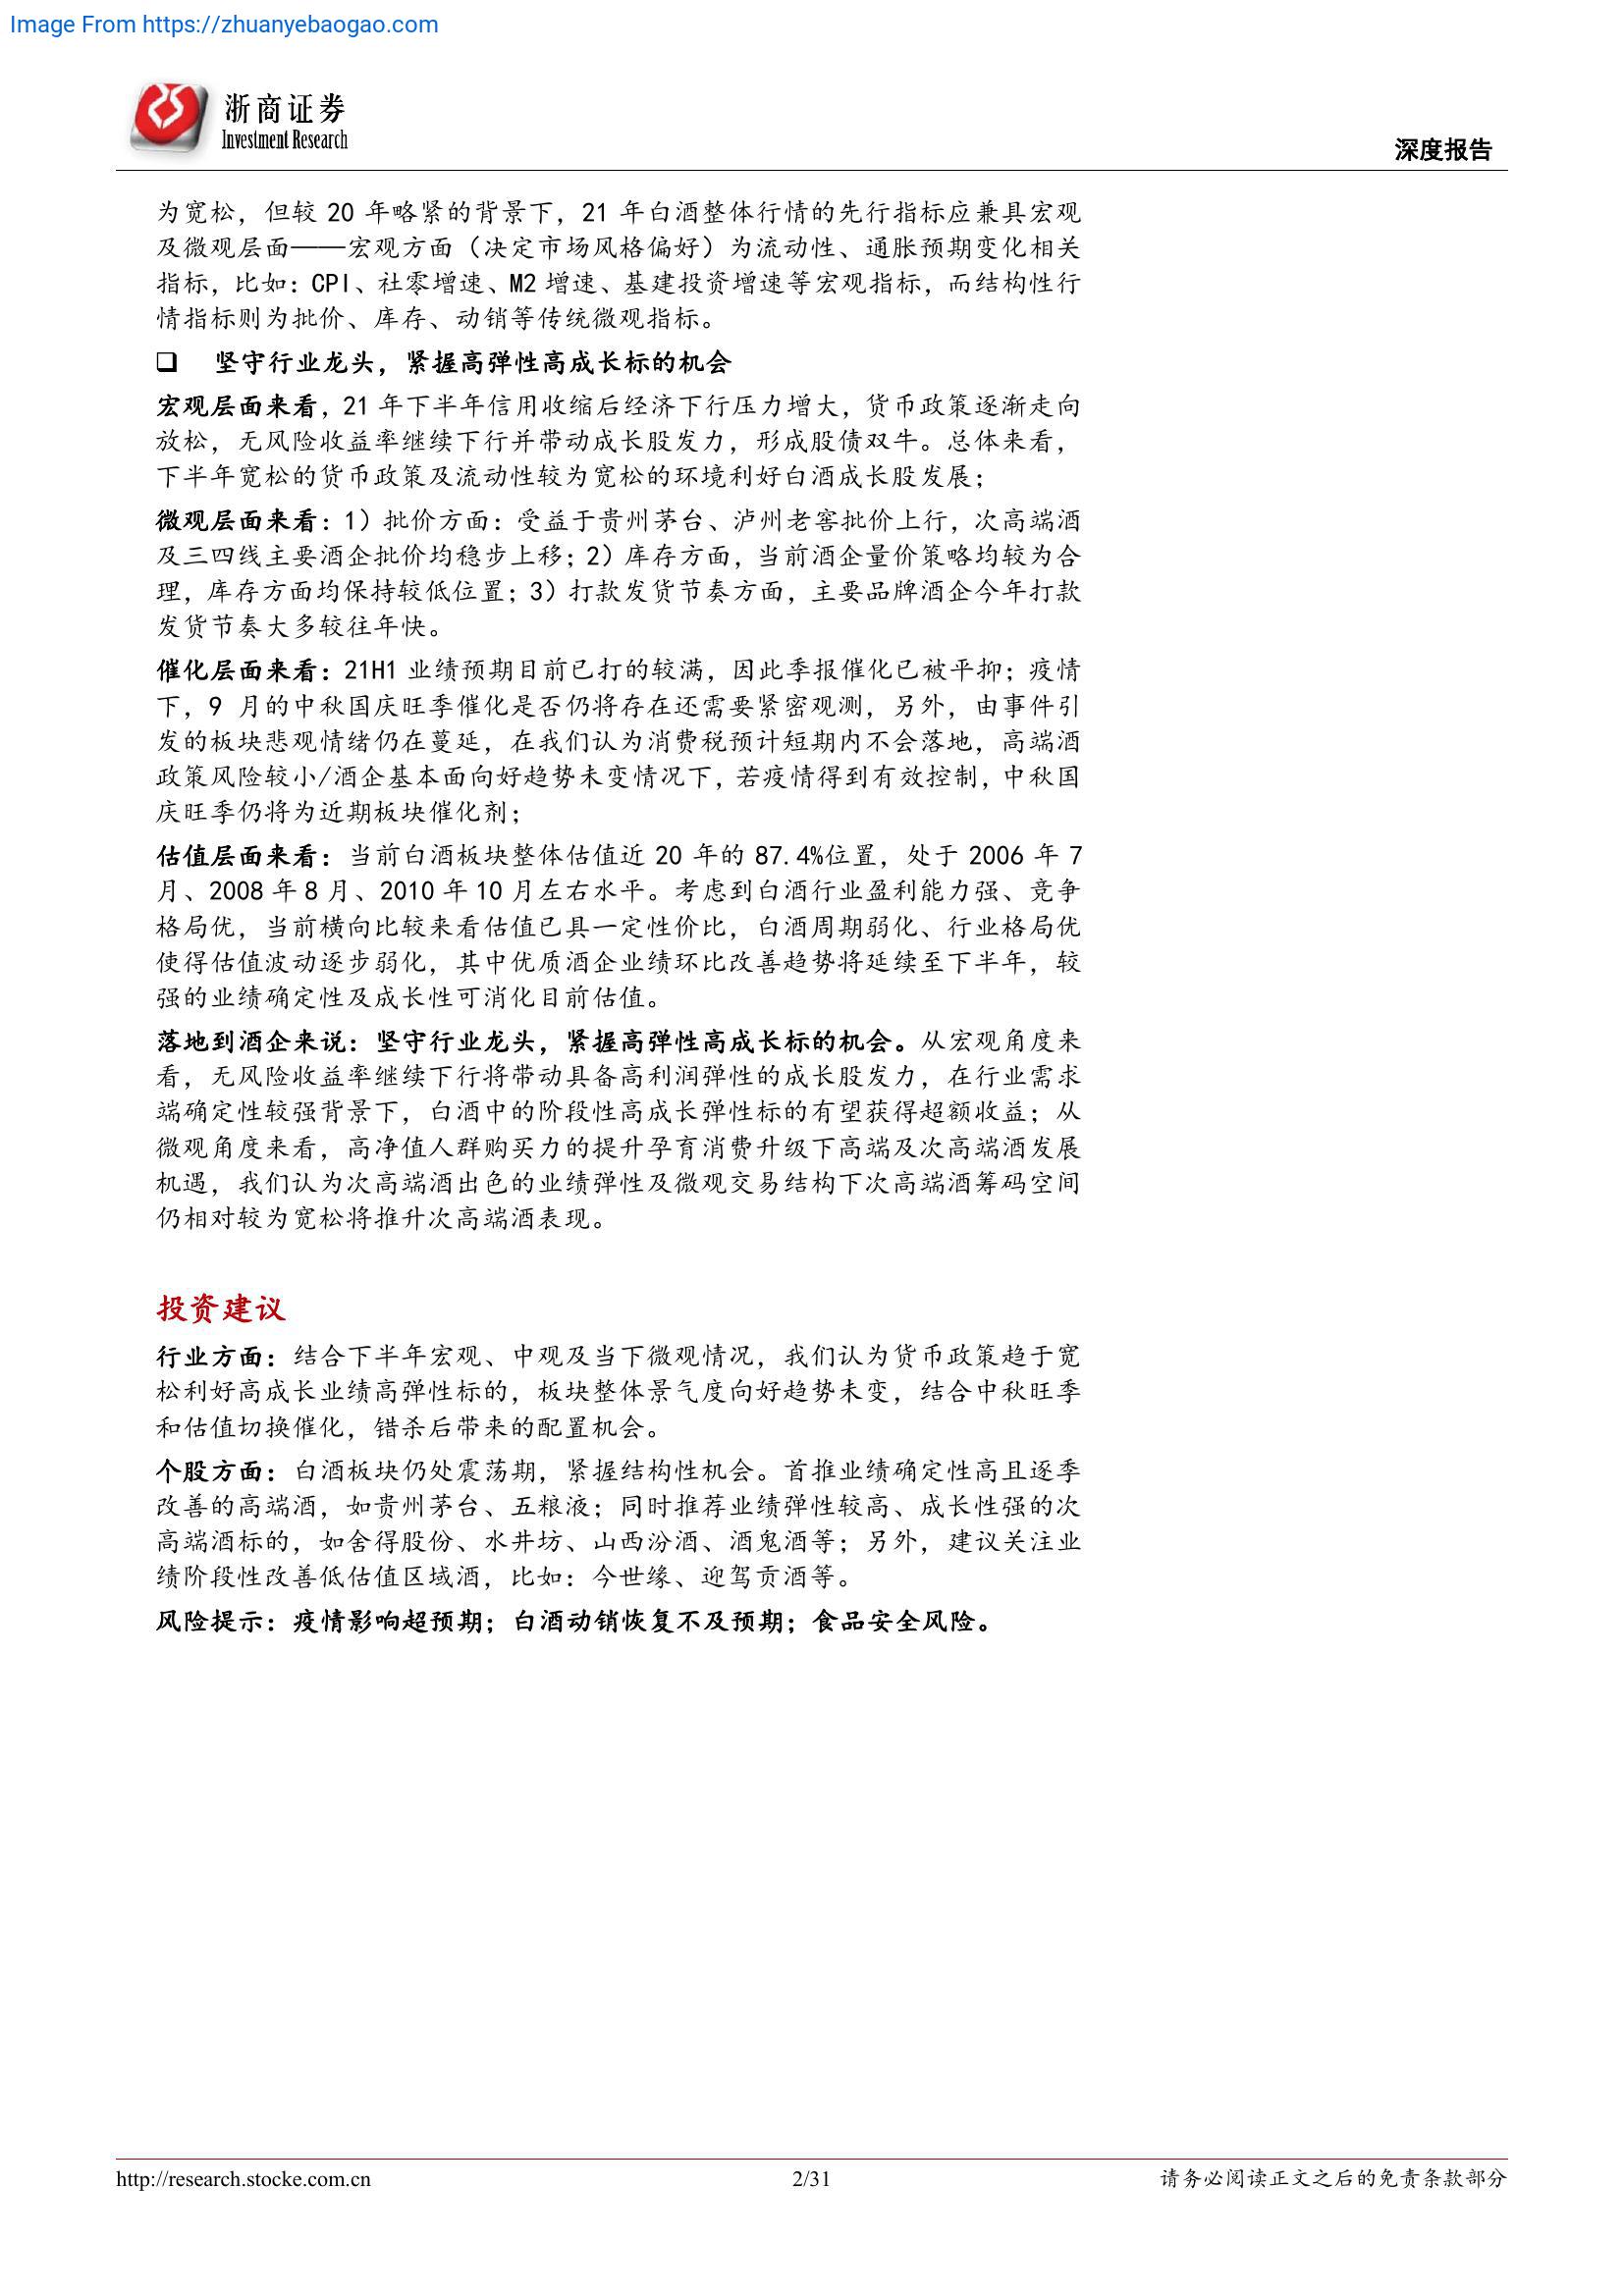 Image From https://zhuanyebaogao.com
浙商证券
Investment Research
深度报告
为宽松，但较 20 年略紧的背景下，21 年白酒整体行情的先行指标应兼具宏观
及微观层面——宏观方面（决定市场风格偏好）为流动性、通胀预期变化相关
指标，比如：CPI、社零增速、M2 增速、基建投资增速等宏观指标，而结构性行
情指标则为批价、库存、动销等传统微观指标。
❑ 坚守行业龙头，紧握高弹性高成长标的机会
宏观层面来看，21 年下半年信用收缩后经济下行压力增大，货币政策逐渐走向
放松，无风险收益率继续下行并带动成长股发力，形成股债双牛。总体来看，
下半年宽松的货币政策及流动性较为宽松的环境利好白酒成长股发展；
微观层面来看：1）批价方面：受益于贵州茅台、泸州老窖批价上行，次高端酒
及三四线主要酒企批价均稳步上移；2）库存方面，当前酒企量价策略均较为合
理，库存方面均保持较低位置；3）打款发货节奏方面，主要品牌酒企今年打款
发货节奏大多较往年快。
催化层面来看：21H1 业绩预期目前已打的较满，因此季报催化已被平抑；疫情
下，9 月的中秋国庆旺季催化是否仍将存在还需要紧密观测，另外，由事件引
发的板块悲观情绪仍在蔓延，在我们认为消费税预计短期内不会落地，高端酒
政策风险较小/酒企基本面向好趋势未变情况下，若疫情得到有效控制，中秋国
庆旺季仍将为近期板块催化剂；
估值层面来看：当前白酒板块整体估值近 20 年的 87.4%位置，处于 2006 年 7
月、2008 年 8 月、2010 年 10 月左右水平。考虑到白酒行业盈利能力强、竞争
格局优，当前横向比较来看估值已具一定性价比，白酒周期弱化、行业格局优
使得估值波动逐步弱化，其中优质酒企业绩环比改善趋势将延续至下半年，较
强的业绩确定性及成长性可消化目前估值。
落地到酒企来说：坚守行业龙头，紧握高弹性高成长标的机会。从宏观角度来
看，无风险收益率继续下行将带动具备高利润弹性的成长股发力，在行业需求
端确定性较强背景下，白酒中的阶段性高成长弹性标的有望获得超额收益；从
微观角度来看，高净值人群购买力的提升孕育消费升级下高端及次高端酒发展
机遇，我们认为次高端酒出色的业绩弹性及微观交易结构下次高端酒筹码空间
仍相对较为宽松将推升次高端酒表现。
投资建议
行业方面：结合下半年宏观、中观及当下微观情况，我们认为货币政策趋于宽
松利好高成长业绩高弹性标的，板块整体景气度向好趋势未变，结合中秋旺季
和估值切换催化，错杀后带来的配置机会。
个股方面：白酒板块仍处震荡期，紧握结构性机会。首推业绩确定性高且逐季
改善的高端酒，如贵州茅台、五粮液；同时推荐业绩弹性较高、成长性强的次
高端酒标的，如舍得股份、水井坊、山西汾酒、酒鬼酒等；另外，建议关注业
绩阶段性改善低估值区域酒，比如：今世缘、迎驾贡酒等。
风险提示：疫情影响超预期；白酒动销恢复不及预期；食品安全风险。
http://research.stocke.com.cn
2/31
请务必阅读正文之后的免责条款部分